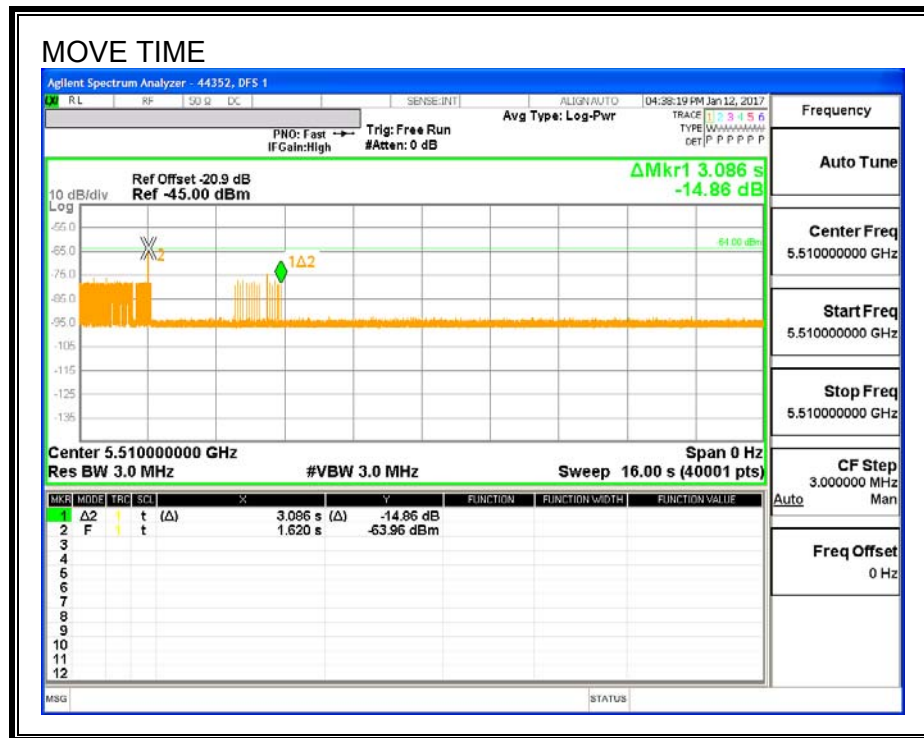 MOVE TIME
Agilent Spectrum Analyzer - 44352, DFS 1
RL RF 50 Ω DC SENSE:INT ALIGN AUTO 04:38:19 PM Jan 12, 2017
PNO: Fast Trig: Free Run Avg Type: Log-Pwr TRACE 1 2 3 4 5 6
IFGain:High #Atten: 0 dB TYPE
DET P P P P P P
ΔMkr1 3.086 s
-14.86 dB
Ref Offset -20.9 dB
10 dB/div Ref -45.00 dBm
Log
-55.0
-65.0
-75.0
-85.0
-95.0
-105
-115
-125
-135
2
1Δ2
-64.00 dBm
Center 5.510000000 GHz Span 0 Hz
Res BW 3.0 MHz #VBW 3.0 MHz Sweep 16.00 s (40001 pts)
MKR MODE TRC SCL X Y FUNCTION FUNCTION WIDTH FUNCTION VALUE
1 Δ2 1 t (Δ) 3.086 s (Δ) -14.86 dB
2 F 1 t 1.620 s -63.96 dBm
3
4
5
6
7
8
9
10
11
12
MSG STATUS
Frequency
Auto Tune
Center Freq
5.510000000 GHz
Start Freq
5.510000000 GHz
Stop Freq
5.510000000 GHz
CF Step
3.000000 MHz
Auto Man
Freq Offset
0 Hz